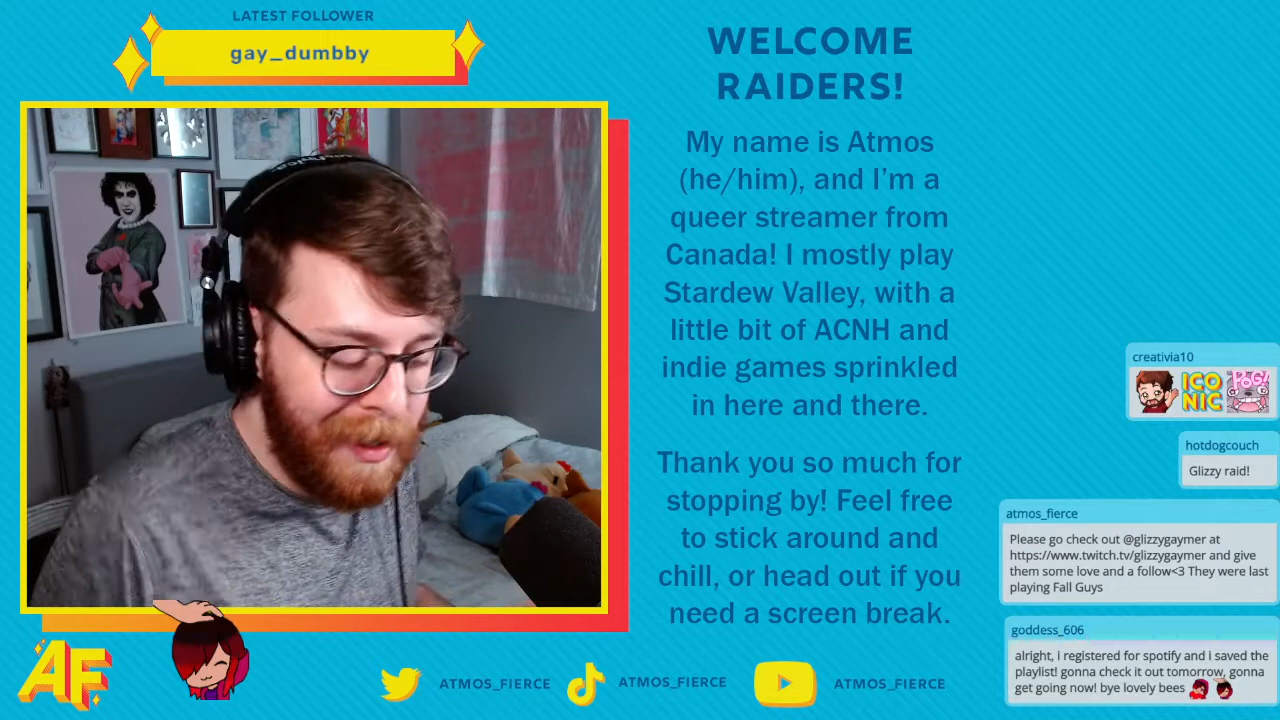 LATEST FOLLOWER
gay_dumbby
WELCOME
RAIDERS!
My name is Atmos
(he/him), and I'm a
queer streamer from
Canada! I mostly play
Stardew Valley, with a
little bit of ACNH and
indie games sprinkled
in here and there.
Thank you so much for
stopping by! Feel free
to stick around and
chill, or head out if you
need a screen break.
creativia10
ICO
NIC
POG!
hotdogcouch
Glizzy raid!
atmos_fierce
Please go check out @glizzygaymer at
https://www.twitch.tv/glizzygaymer and give
them some love and a follow<3 They were last
playing Fall Guys
goddess_606
alright, i registered for spotify and i saved the
playlist! gonna check it out tomorrow, gonna
get going now! bye lovely bees
AF
ATMOS_FIERCE
ATMOS_FIERCE
ATMOS_FIERCE